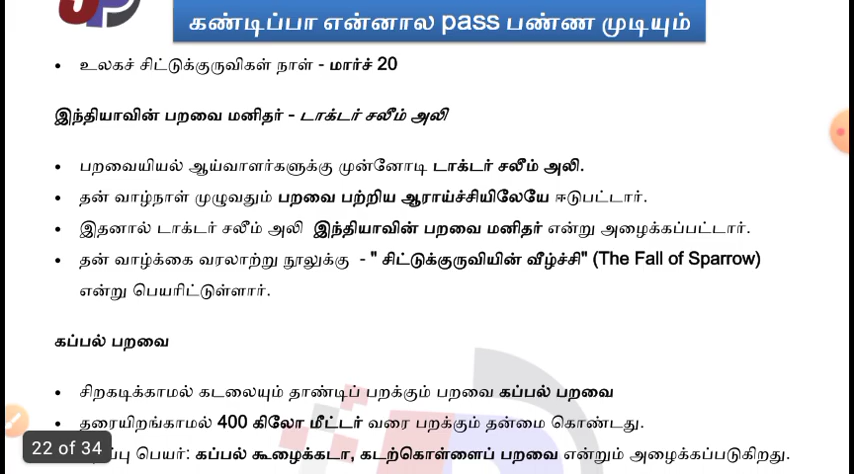 கண்டிப்பா என்னால pass பண்ண முடியும்
• உலகச் சிட்டுக்குருவிகள் நாள் - மார்ச் 20
இந்தியாவின் பறவை மனிதர் - டாக்டர் சலீம் அலி
• பறவையியல் ஆய்வாளர்களுக்கு முன்னோடி டாக்டர் சலீம் அலி.
• தன் வாழ்நாள் முழுவதும் பறவை பற்றிய ஆராய்ச்சியிலேயே ஈடுபட்டார்.
• இதனால் டாக்டர் சலீம் அலி இந்தியாவின் பறவை மனிதர் என்று அழைக்கப்பட்டார்.
• தன் வாழ்க்கை வரலாற்று நூலுக்கு - " சிட்டுக்குருவியின் வீழ்ச்சி" (The Fall of Sparrow)
என்று பெயரிட்டுள்ளார்.
கப்பல் பறவை
• சிறகடிக்காமல் கடலையும் தாண்டிப் பறக்கும் பறவை கப்பல் பறவை
• தரையிறங்காமல் 400 கிலோ மீட்டர் வரை பறக்கும் தன்மை கொண்டது.
பெயர்: கப்பல் கூழைக்கடா, கடற்கொள்ளைப் பறவை என்றும் அழைக்கப்படுகிறது.
22 of 34